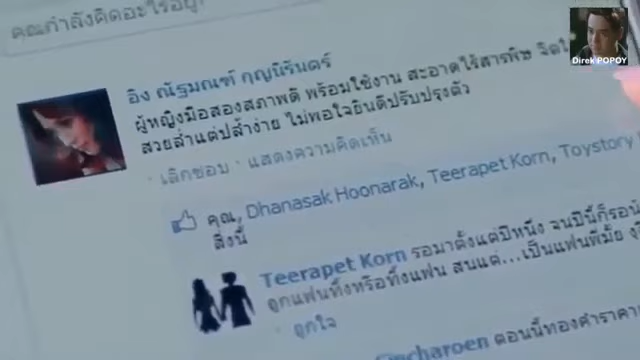 คุณกำลังคิดอะไรอยู่?
Direk POPOY
อิง ณัฐมณฑ์ กุญนิรันดร์
ผู้หญิงมือสองสภาพดี พร้อมใช้งาน สะอาดไร้สารพิษ จิตใ
สวยล่ำแต่ปล้ำง่าย ไม่พอใจยินดีปรับปรุงตัว
· เลิกชอบ · แสดงความคิดเห็น
คุณ, Dhanasak Hoonarak, Teerapet Korn, Toystory
สิ่งนี้
Teerapet Korn รอมาตั้งแต่ปีหนึ่ง จนปีนี้ก็รอนั
ถูกแฟนทิ้งหรือทิ้งแฟน สนแต่...เป็นแฟนพี่มั้ย
· ถูกใจ
charoen ตอนนี้ทองคำราคา